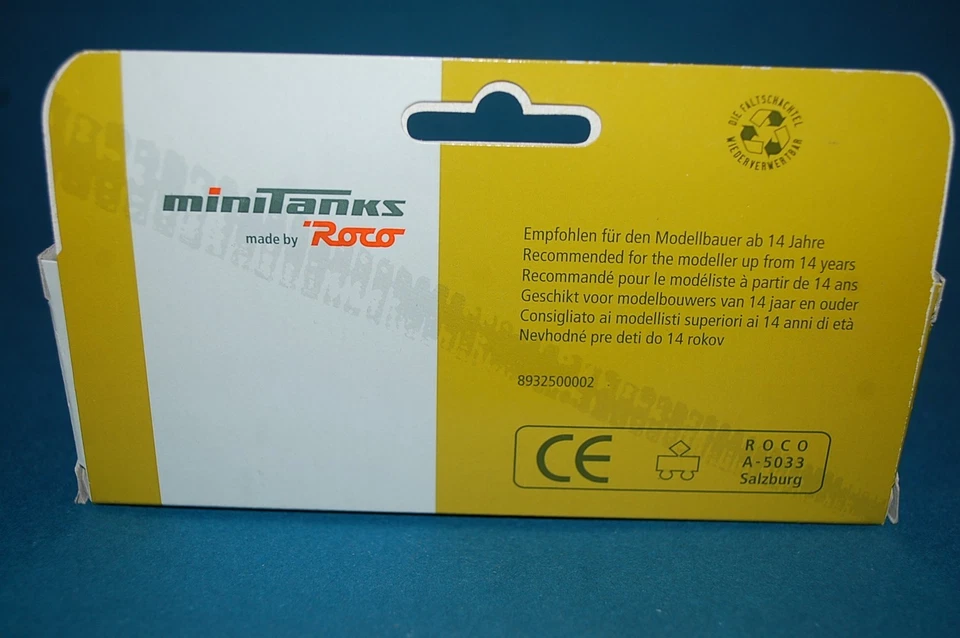 miniTanks
made by Roco
DIE FALTSCHACHTEL
WIEDERVERWERTBAR
Empfohlen für den Modellbauer ab 14 Jahre
Recommended for the modeller up from 14 years
Recommandé pour le modéliste à partir de 14 ans
Geschikt voor modelbouwers van 14 jaar en ouder
Consigliato ai modellisti superiori ai 14 anni di età
Nevhodné pre deti do 14 rokov
8932500002
CE
ROCO
A-5033
Salzburg